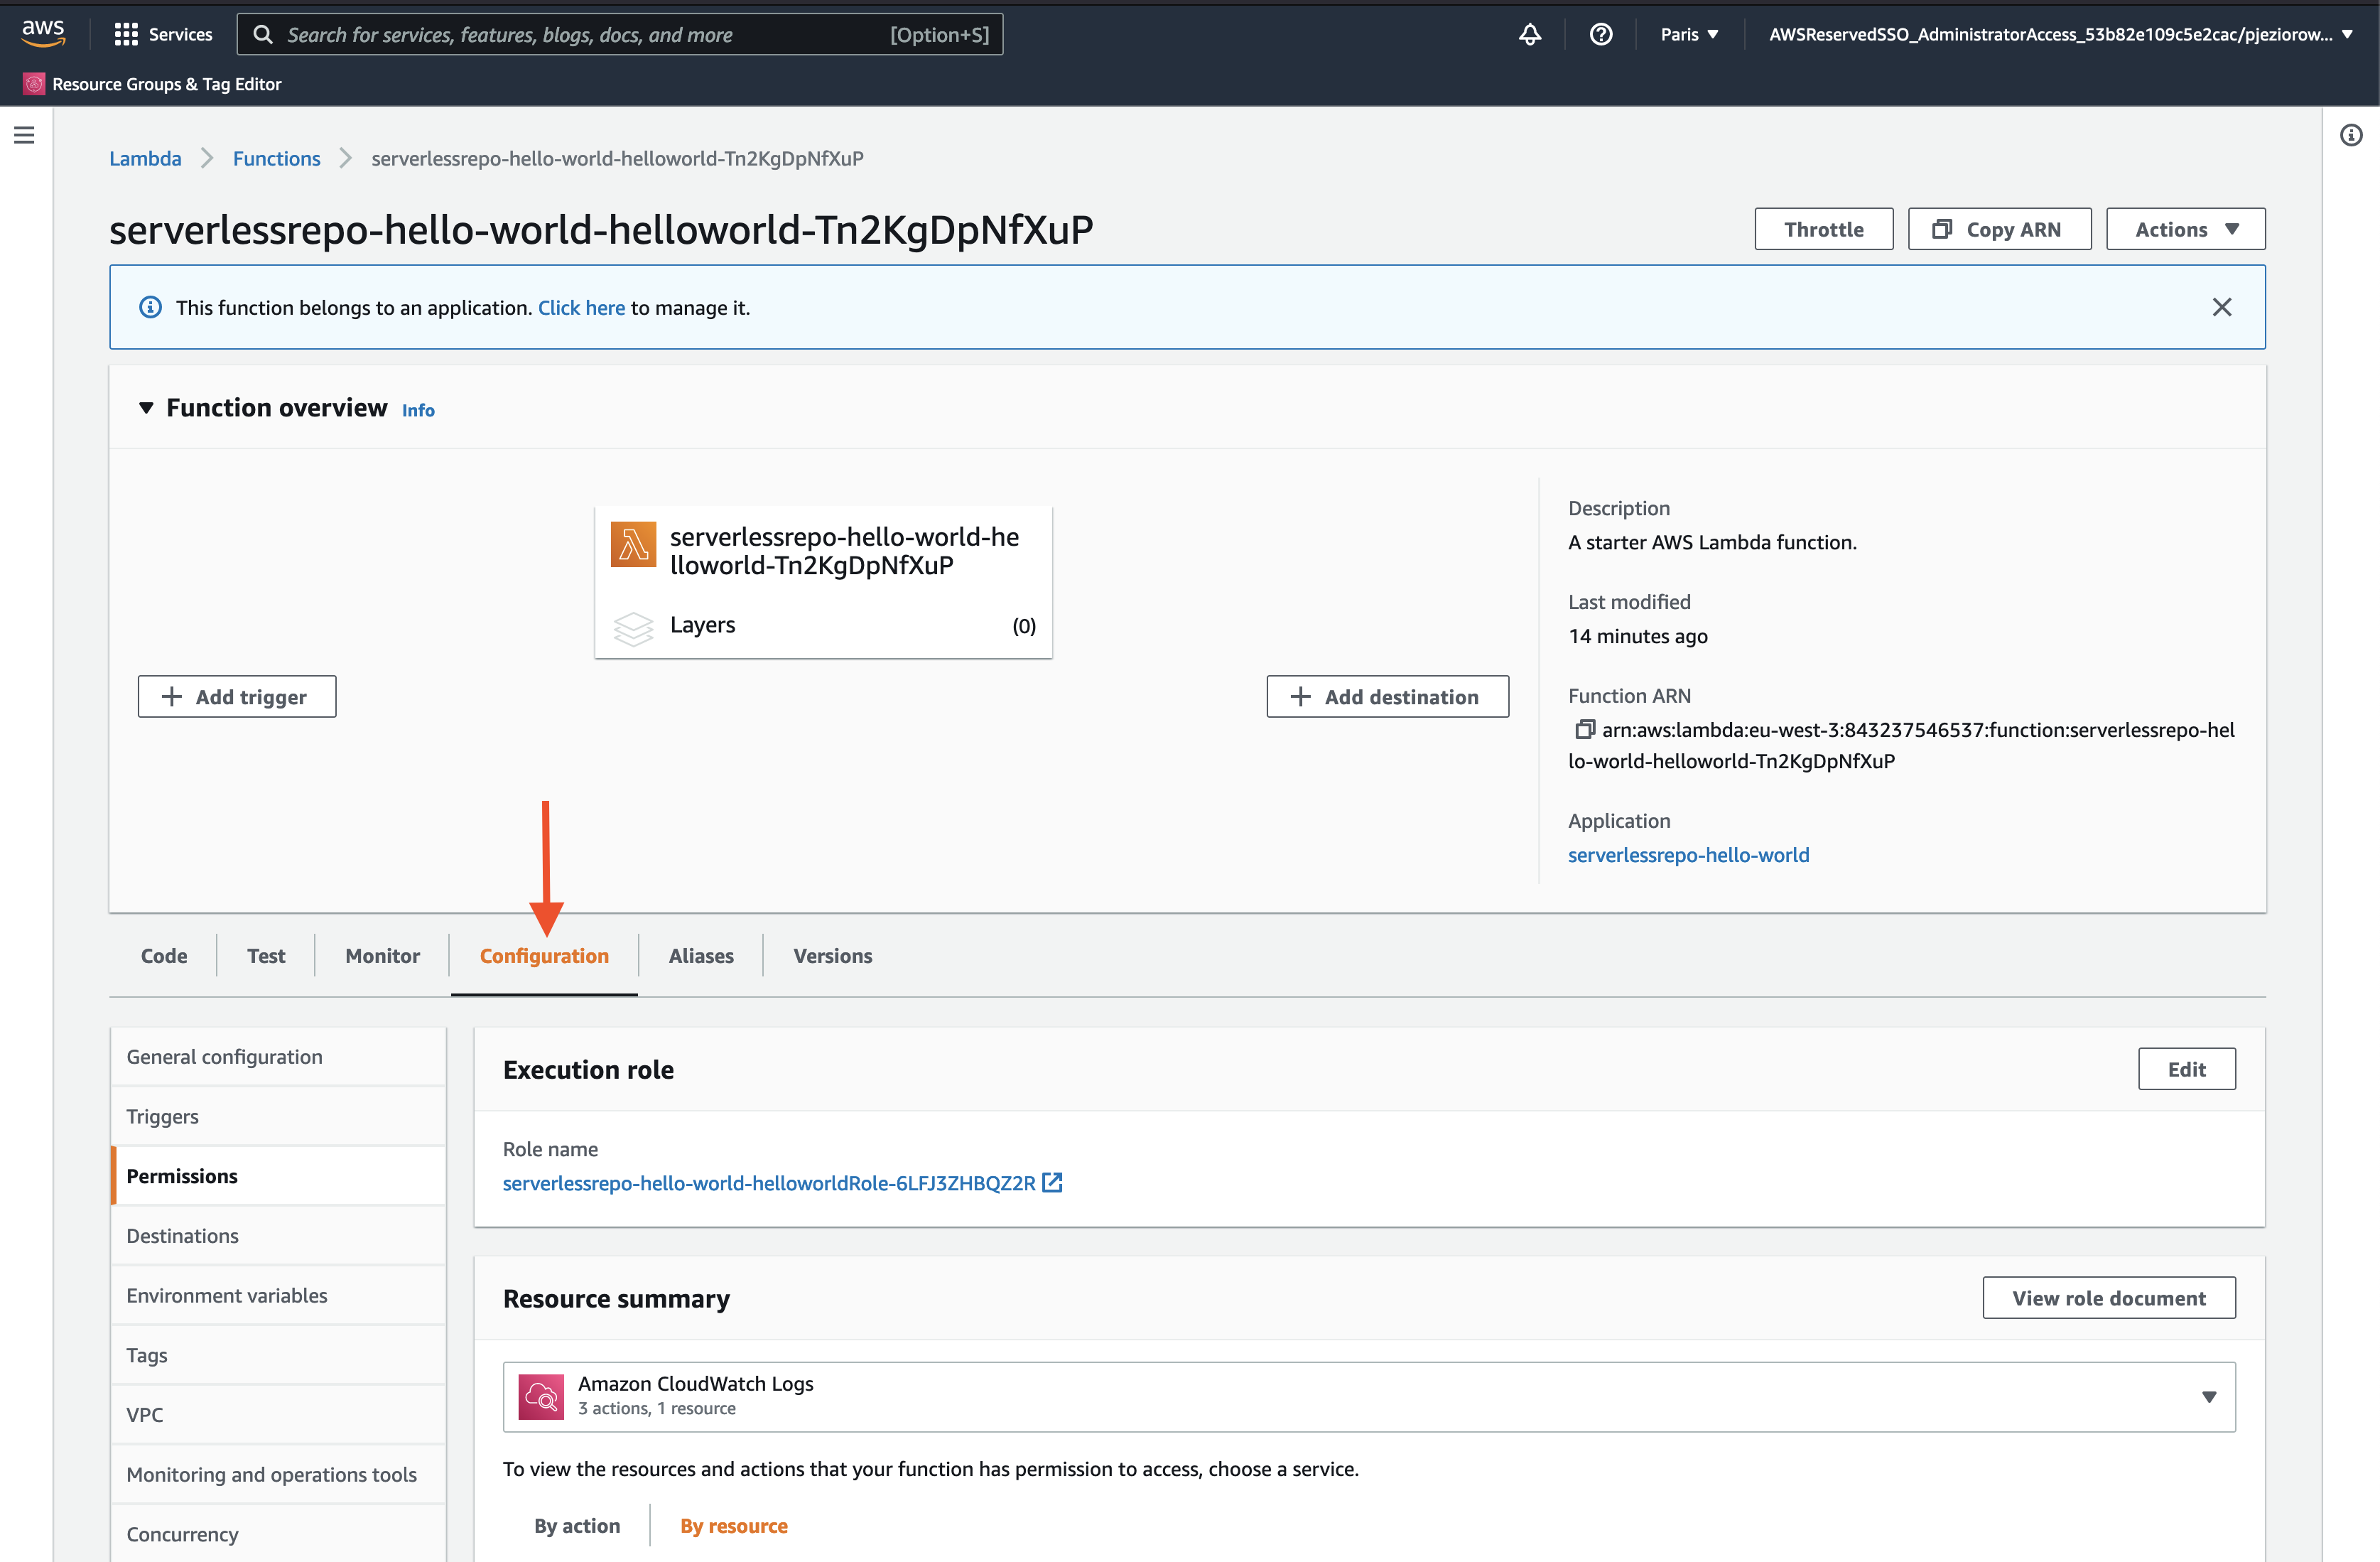 aws
Services
Search for services, features, blogs, docs, and more
[Option+S]
Paris
AWSReservedSSO_AdministratorAccess_53b82e109c5e2cac/pjeziorow...
Resource Groups & Tag Editor
Lambda
Functions
serverlessrepo-hello-world-helloworld-Tn2KgDpNfXuP
serverlessrepo-hello-world-helloworld-Tn2KgDpNfXuP
Throttle
Copy ARN
Actions
This function belongs to an application. Click here to manage it.
Function overview Info
serverlessrepo-hello-world-he
lloworld-Tn2KgDpNfXuP
Layers
(0)
Add trigger
Add destination
Description
A starter AWS Lambda function.
Last modified
14 minutes ago
Function ARN
arn:aws:lambda:eu-west-3:843237546537:function:serverlessrepo-hel
lo-world-helloworld-Tn2KgDpNfXuP
Application
serverlessrepo-hello-world
Code
Test
Monitor
Configuration
Aliases
Versions
General configuration
Triggers
Permissions
Destinations
Environment variables
Tags
VPC
Monitoring and operations tools
Concurrency
Execution role
Edit
Role name
serverlessrepo-hello-world-helloworldRole-6LFJ3ZHBQZ2R
Resource summary
View role document
Amazon CloudWatch Logs
3 actions, 1 resource
To view the resources and actions that your function has permission to access, choose a service.
By action
By resource